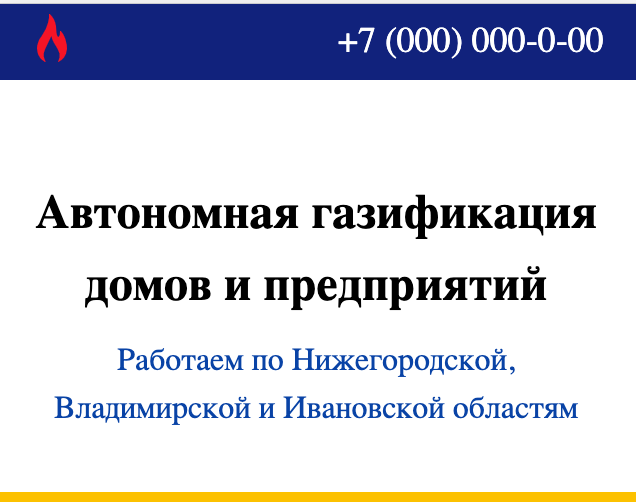 +7 (000) 000-0-00
Автономная газификация
домов и предприятий
Работаем по Нижегородской,
Владимирской и Ивановской областям